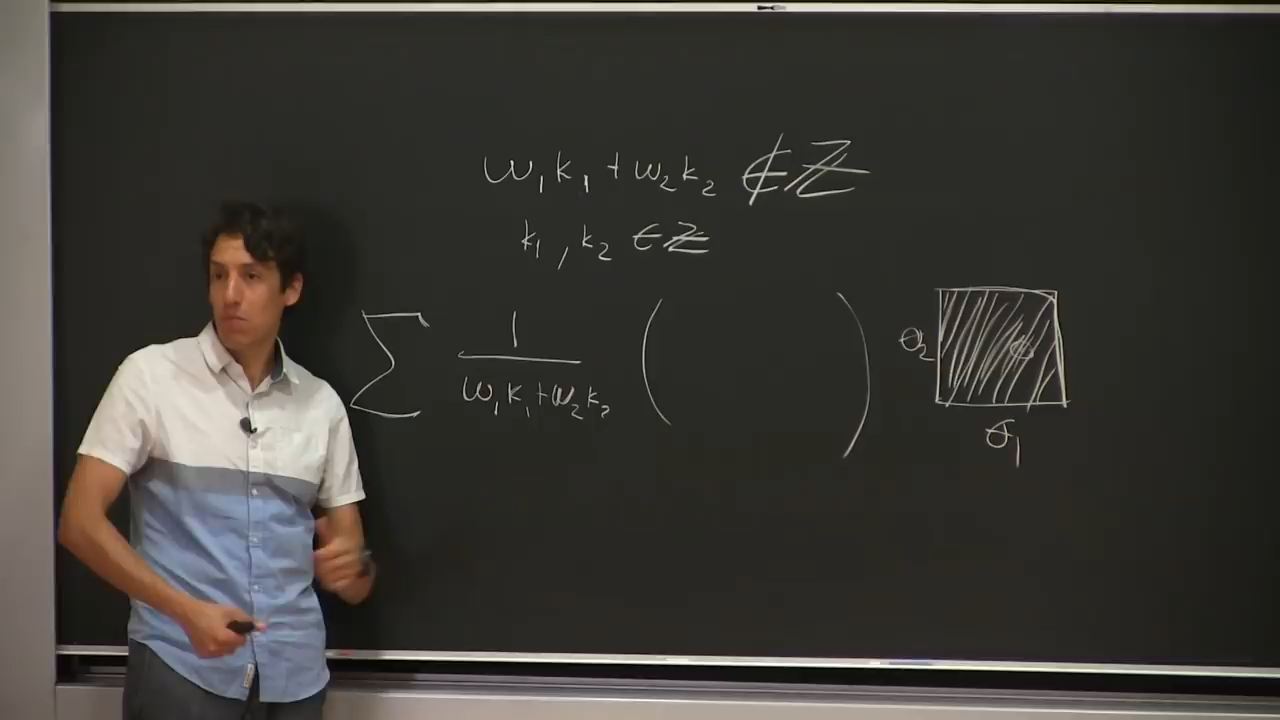 ω₁k₁ + ω₂k₂ ∉ ℤ
k₁, k₂ ∈ ℤ
∑ 1/(ω₁k₁+ω₂k₂) (      )
θ₂
θ₁